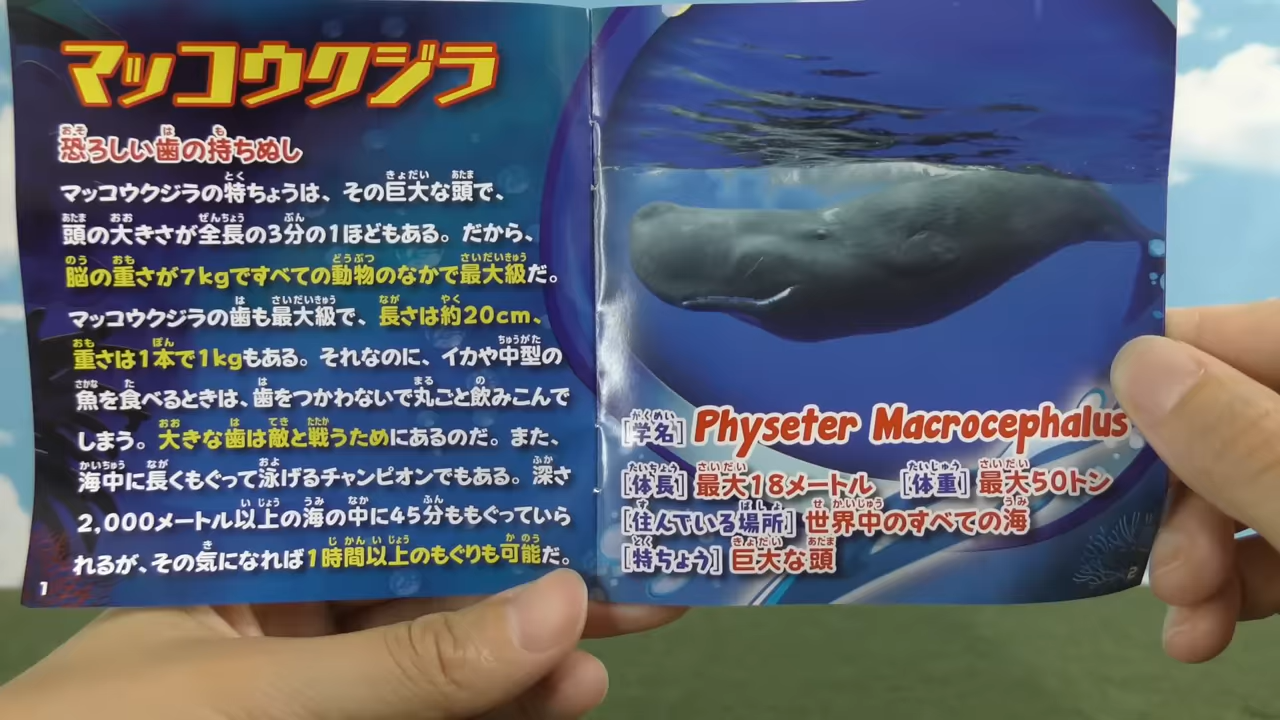 マッコウクジラ
恐ろしい歯の持ちぬし
マッコウクジラの特ちょうは、その巨大な頭で、
頭の大きさが全長の3分の1ほどもある。だから、
脳の重さが7kgですべての動物のなかで最大級だ。
マッコウクジラの歯も最大級で、長さは約20cm、
重さは1本で1kgもある。それなのに、イカや中型の
魚を食べるときは、歯をつかわないで丸ごと飲みこんで
しまう。大きな歯は敵と戦うためにあるのだ。また、
海中に長くもぐって泳げるチャンピオンでもある。深さ
2,000メートル以上の海の中に45分ももぐっていら
れるが、その気になれば1時間以上のもぐりも可能だ。
1
[学名] Physeter Macrocephalus
[体長] 最大18メートル [体重] 最大50トン
[住んでいる場所] 世界中のすべての海
[特ちょう] 巨大な頭
2